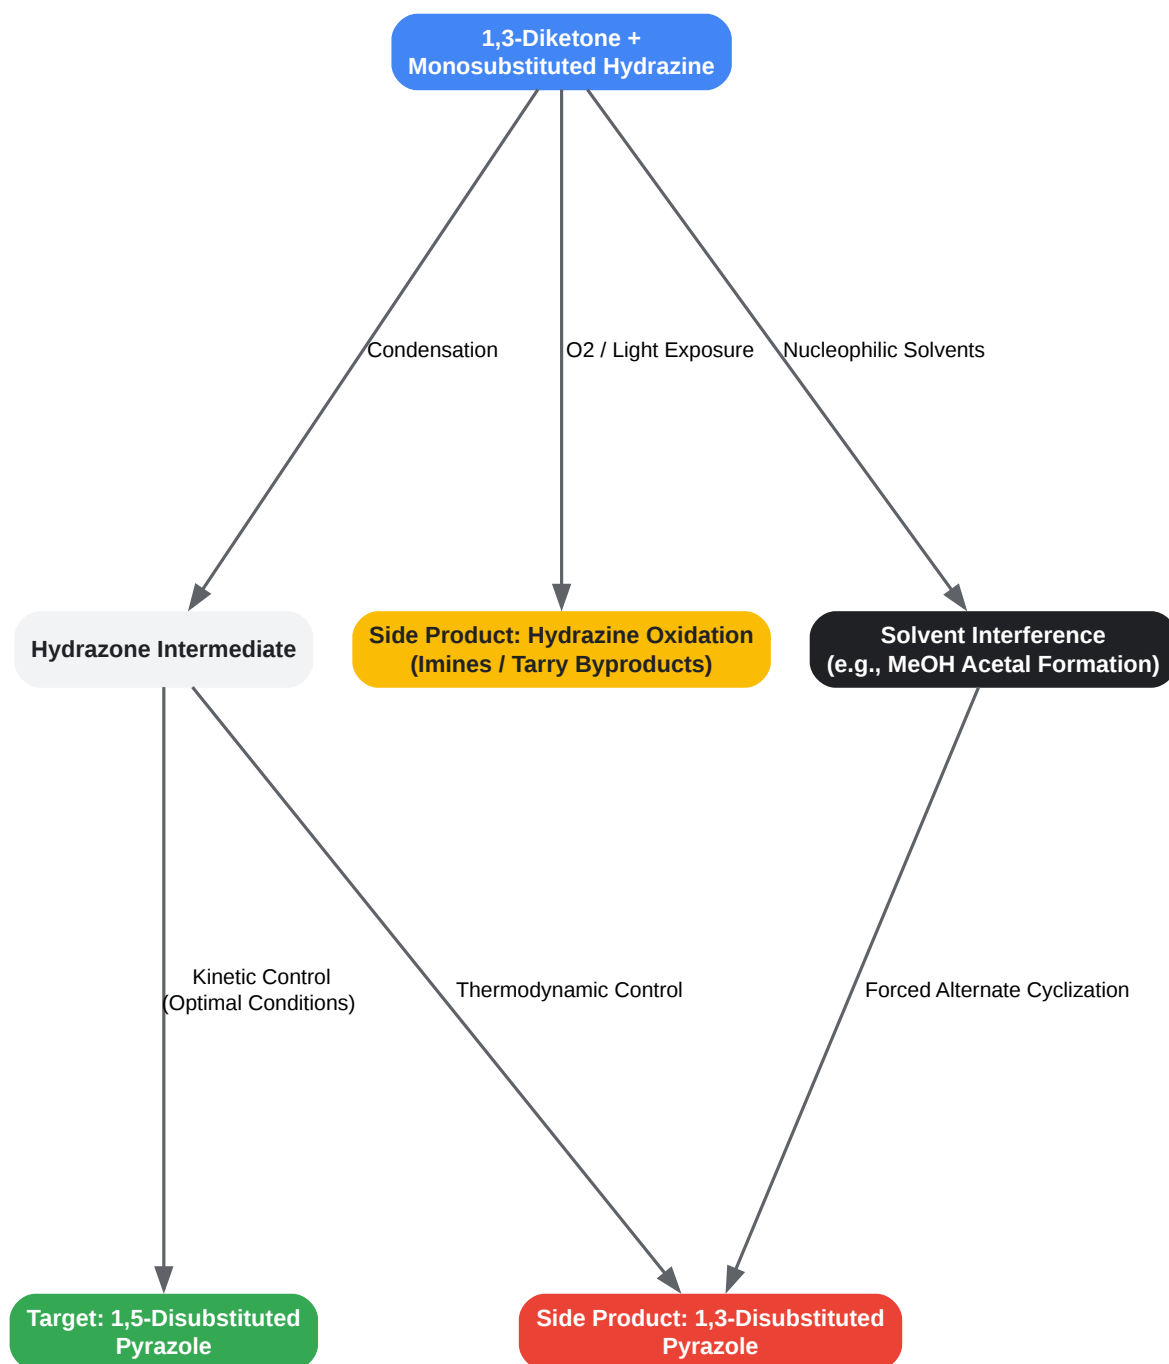 1,3-Diketone +
Monosubstituted Hydrazine
Condensation
O2 / Light Exposure
Nucleophilic Solvents
Hydrazone Intermediate
Side Product: Hydrazine Oxidation
(Imines / Tarry Byproducts)
Solvent Interference
(e.g., MeOH Acetal Formation)
Kinetic Control
(Optimal Conditions)
Thermodynamic Control
Forced Alternate Cyclization
Target: 1,5-Disubstituted
Pyrazole
Side Product: 1,3-Disubstituted
Pyrazole